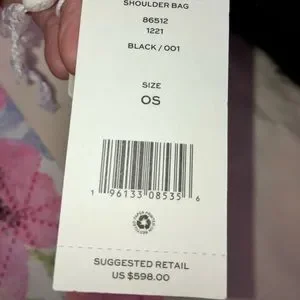 SHOULDER BAG
86512
1221
BLACK / 001
SIZE
OS
1 96133 08535 6
SUGGESTED RETAIL
US $598.00